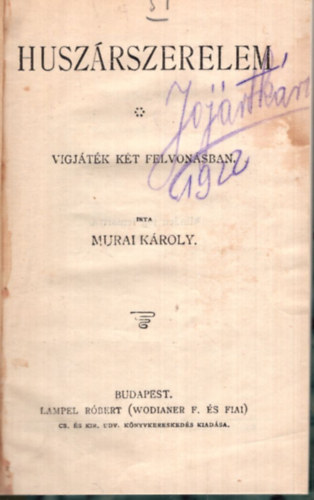 51
HUSZÁRSZERELEM
VIGJÁTÉK KÉT FELVONÁSBAN.
1922
IRTA
MURAI KÁROLY.
BUDAPEST.
LAMPEL RÓBERT (WODIANER F. ÉS FIAI)
CS. ÉS KIR. UDV. KÖNYVKERESKEDÉS KIADÁSA.